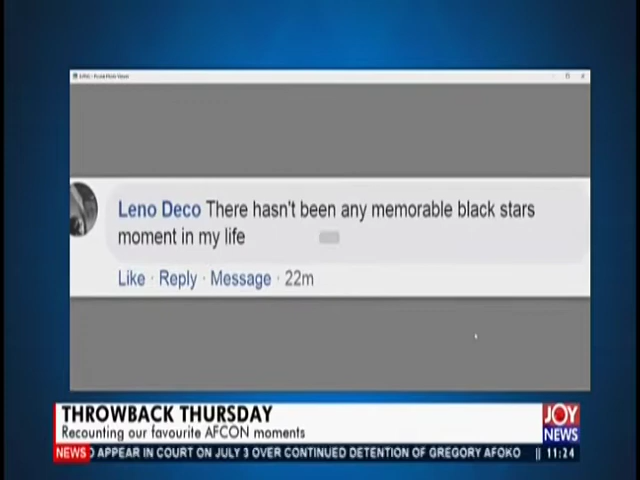 Leno Deco There hasn't been any memorable black stars
moment in my life
Like · Reply · Message · 22m
THROWBACK THURSDAY
Recounting our favourite AFCON moments
JOY
NEWS
NEWS
APPEAR IN COURT ON JULY 3 OVER CONTINUED DETENTION OF GREGORY AFOKO || 11:24